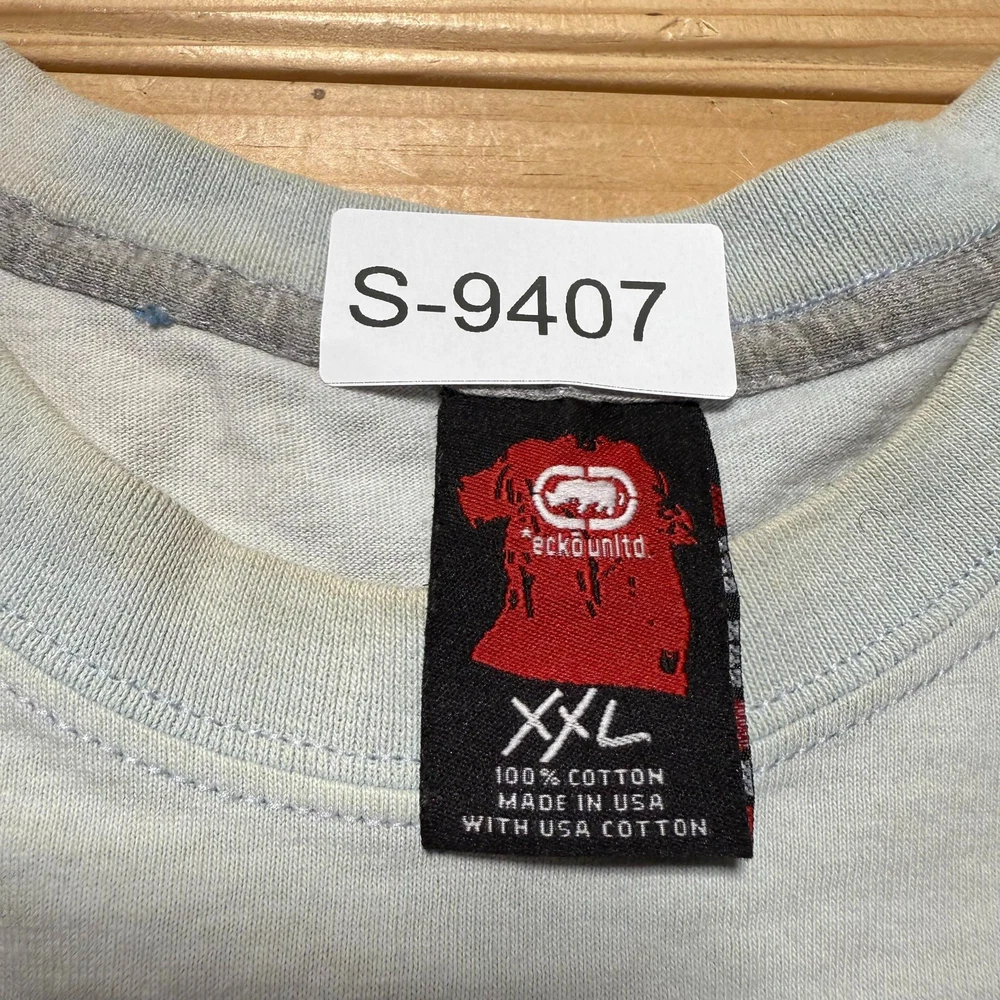 S-9407
*eckō unltd.
XXL
100% COTTON
MADE IN USA
WITH USA COTTON